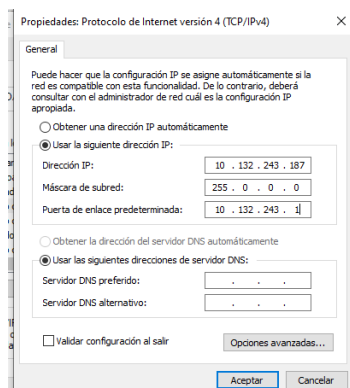 Propiedades: Protocolo de Internet versión 4 (TCP/IPv4)
General
Puede hacer que la configuración IP se asigne automáticamente si la
red es compatible con esta funcionalidad. De lo contrario, deberá
consultar con el administrador de red cuál es la configuración IP
apropiada.
Obtener una dirección IP automáticamente
Usar la siguiente dirección IP:
Dirección IP: 10 . 132 . 243 . 187
Máscara de subred: 255 . 0 . 0 . 0
Puerta de enlace predeterminada: 10 . 132 . 243 . 1
Obtener la dirección del servidor DNS automáticamente
Usar las siguientes direcciones de servidor DNS:
Servidor DNS preferido: . . .
Servidor DNS alternativo: . . .
Validar configuración al salir
Opciones avanzadas...
Aceptar Cancelar